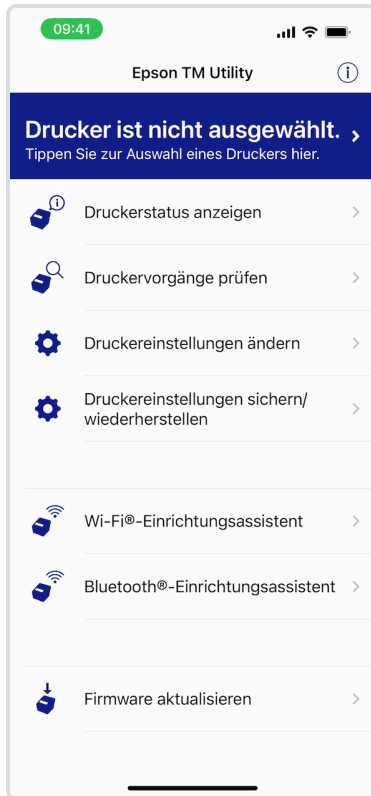 09:41
Epson TM Utility
Drucker ist nicht ausgewählt.
Tippen Sie zur Auswahl eines Druckers hier.
Druckerstatus anzeigen
Druckervorgänge prüfen
Druckereinstellungen ändern
Druckereinstellungen sichern/
wiederherstellen
Wi-Fi®-Einrichtungsassistent
Bluetooth®-Einrichtungsassistent
Firmware aktualisieren